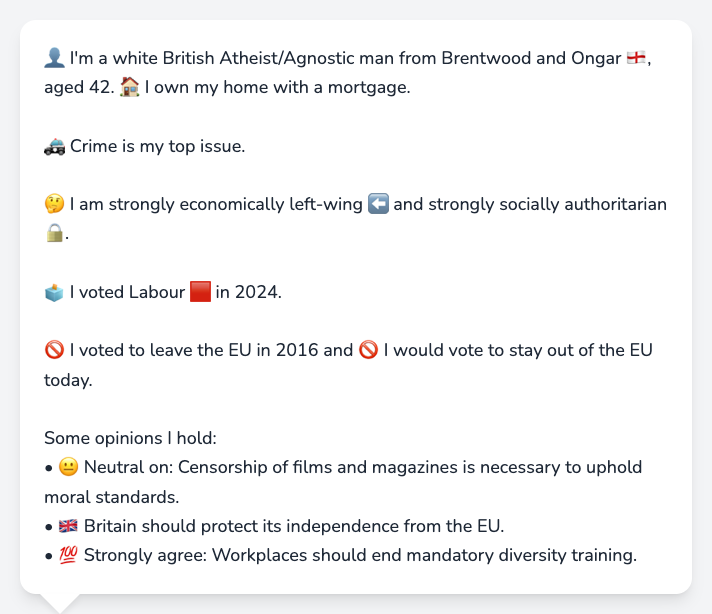 👤 I'm a white British Atheist/Agnostic man from Brentwood and Ongar 🏴󠁧󠁢󠁥󠁮󠁧󠁿,
aged 42. 🏠 I own my home with a mortgage.
🚓 Crime is my top issue.
🤔 I am strongly economically left-wing ⬅️ and strongly socially authoritarian
🔒.
🗳️ I voted Labour 🟥 in 2024.
🚫 I voted to leave the EU in 2016 and 🚫 I would vote to stay out of the EU
today.
Some opinions I hold:
• 😐 Neutral on: Censorship of films and magazines is necessary to uphold
moral standards.
• 🇬🇧 Britain should protect its independence from the EU.
• 💯 Strongly agree: Workplaces should end mandatory diversity training.